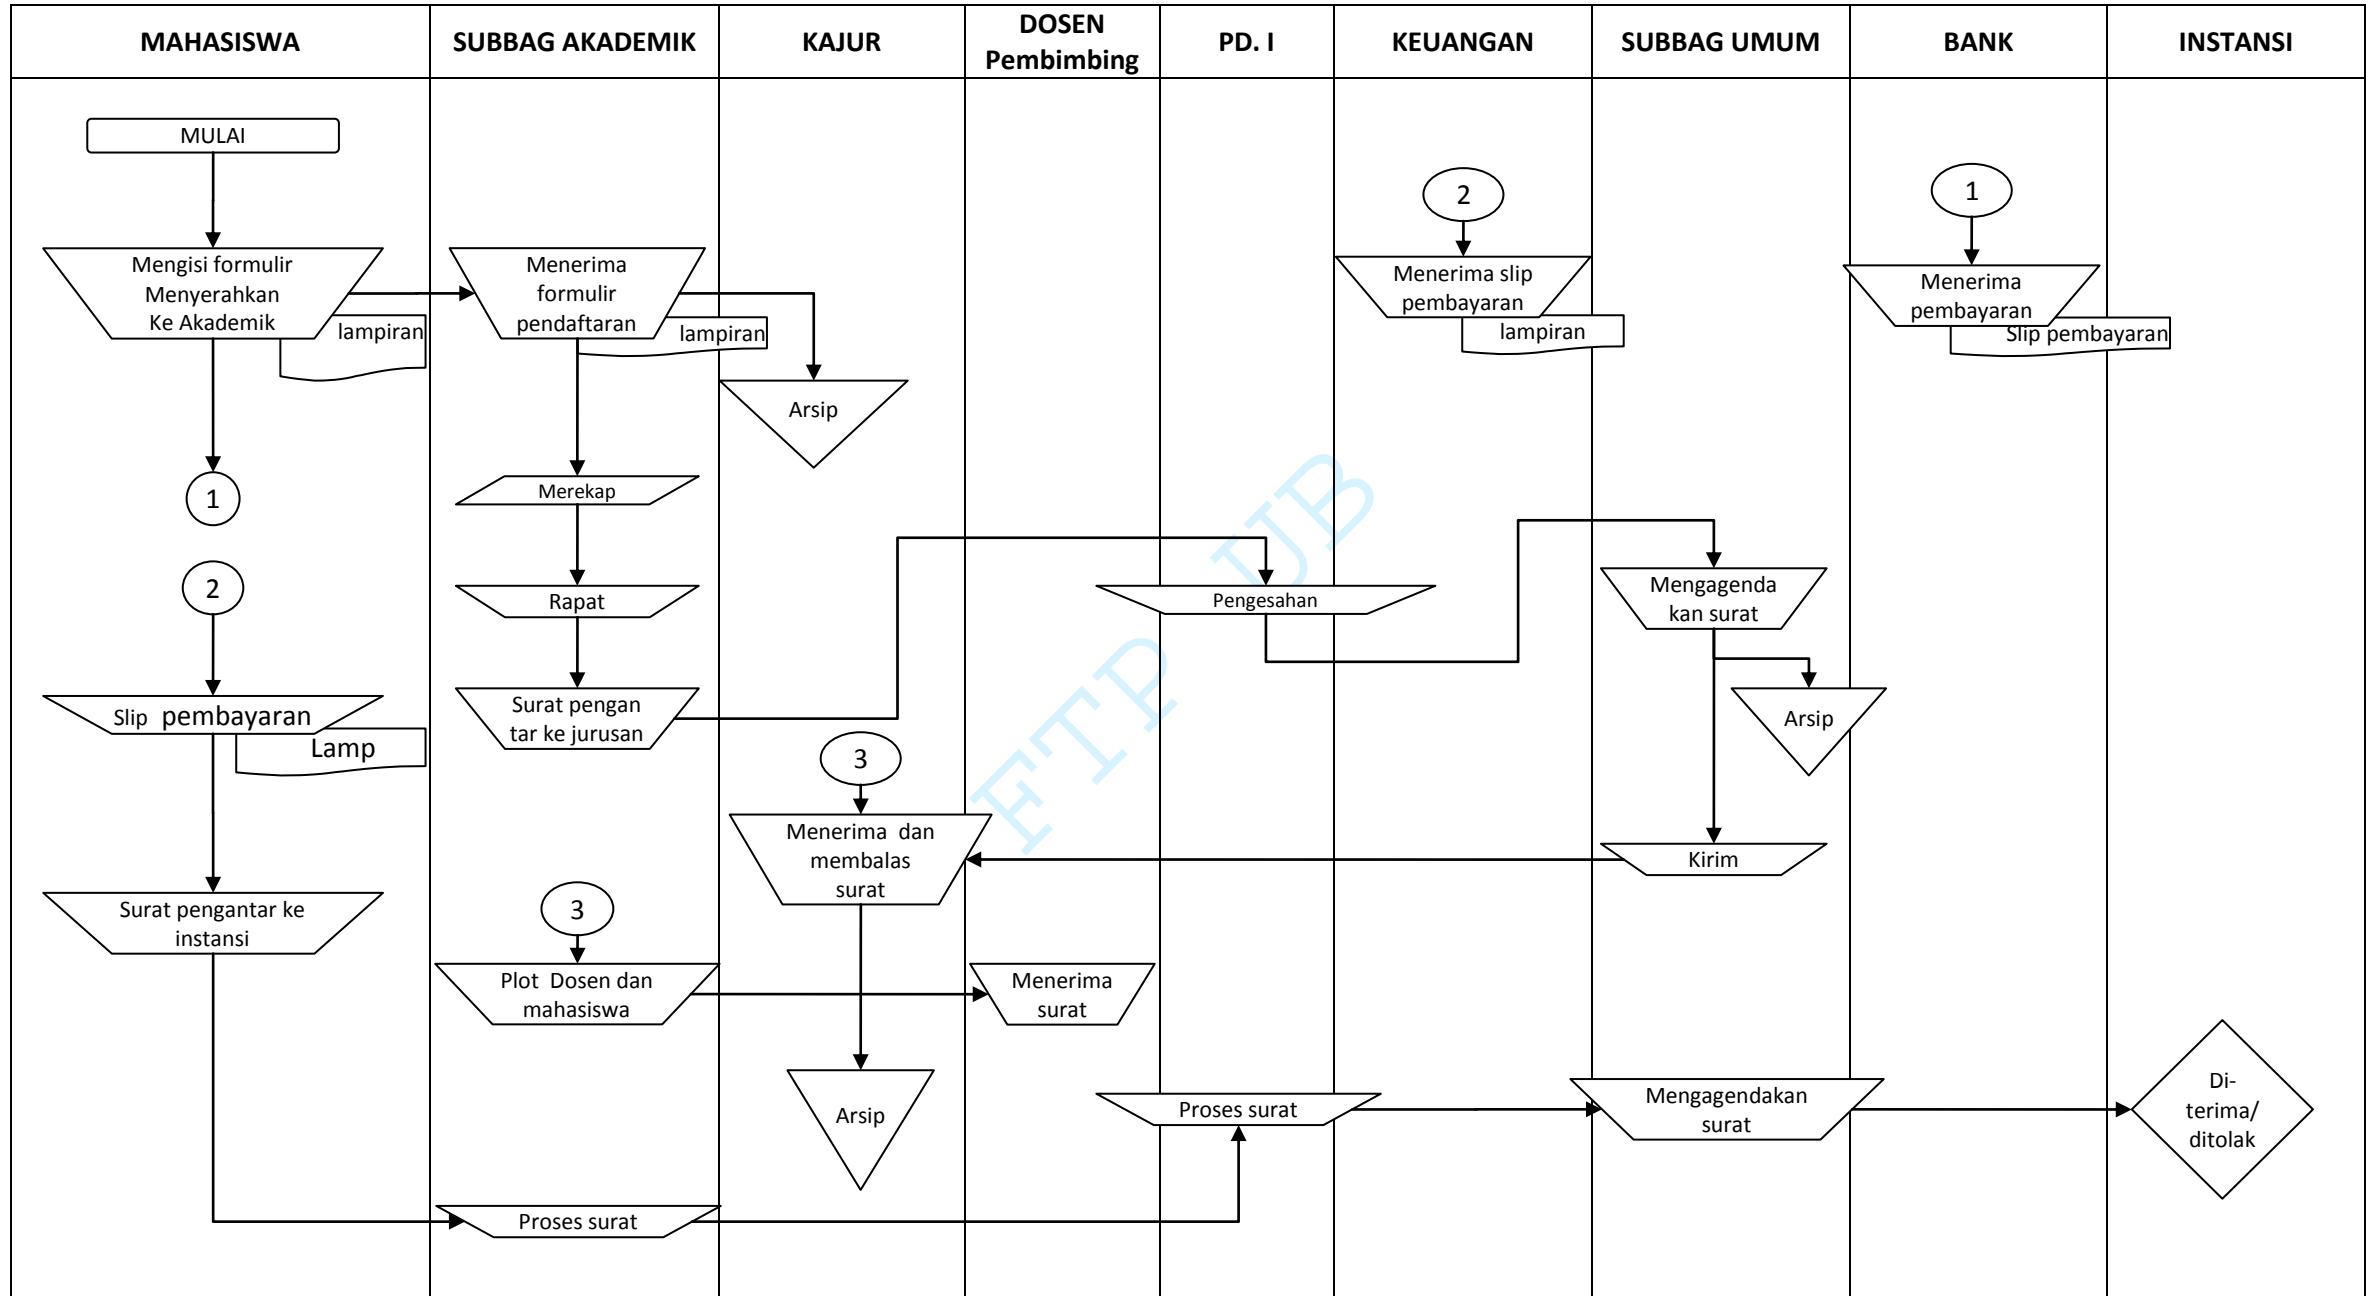 MAHASISWA
SUBBAG AKADEMIK
KAJUR
DOSEN
Pembimbing
PD. I
KEUANGAN
SUBBAG UMUM
BANK
INSTANSI
MULAI
Mengisi formulir
Menyerahkan
Ke Akademik
lampiran
1
2
Slip pembayaran
Lamp
Surat pengantar ke
instansi
Menerima
formulir
pendaftaran
lampiran
Merekap
Rapat
Surat pengan
tar ke jurusan
3
Plot Dosen dan
mahasiswa
Proses surat
Arsip
3
Menerima dan
membalas
surat
Arsip
Menerima
surat
Pengesahan
Proses surat
2
Menerima slip
pembayaran
lampiran
Mengagenda
kan surat
Arsip
Kirim
Mengagendakan
surat
1
Menerima
pembayaran
Slip pembayaran
Di-
terima/
ditolak
FTP UB